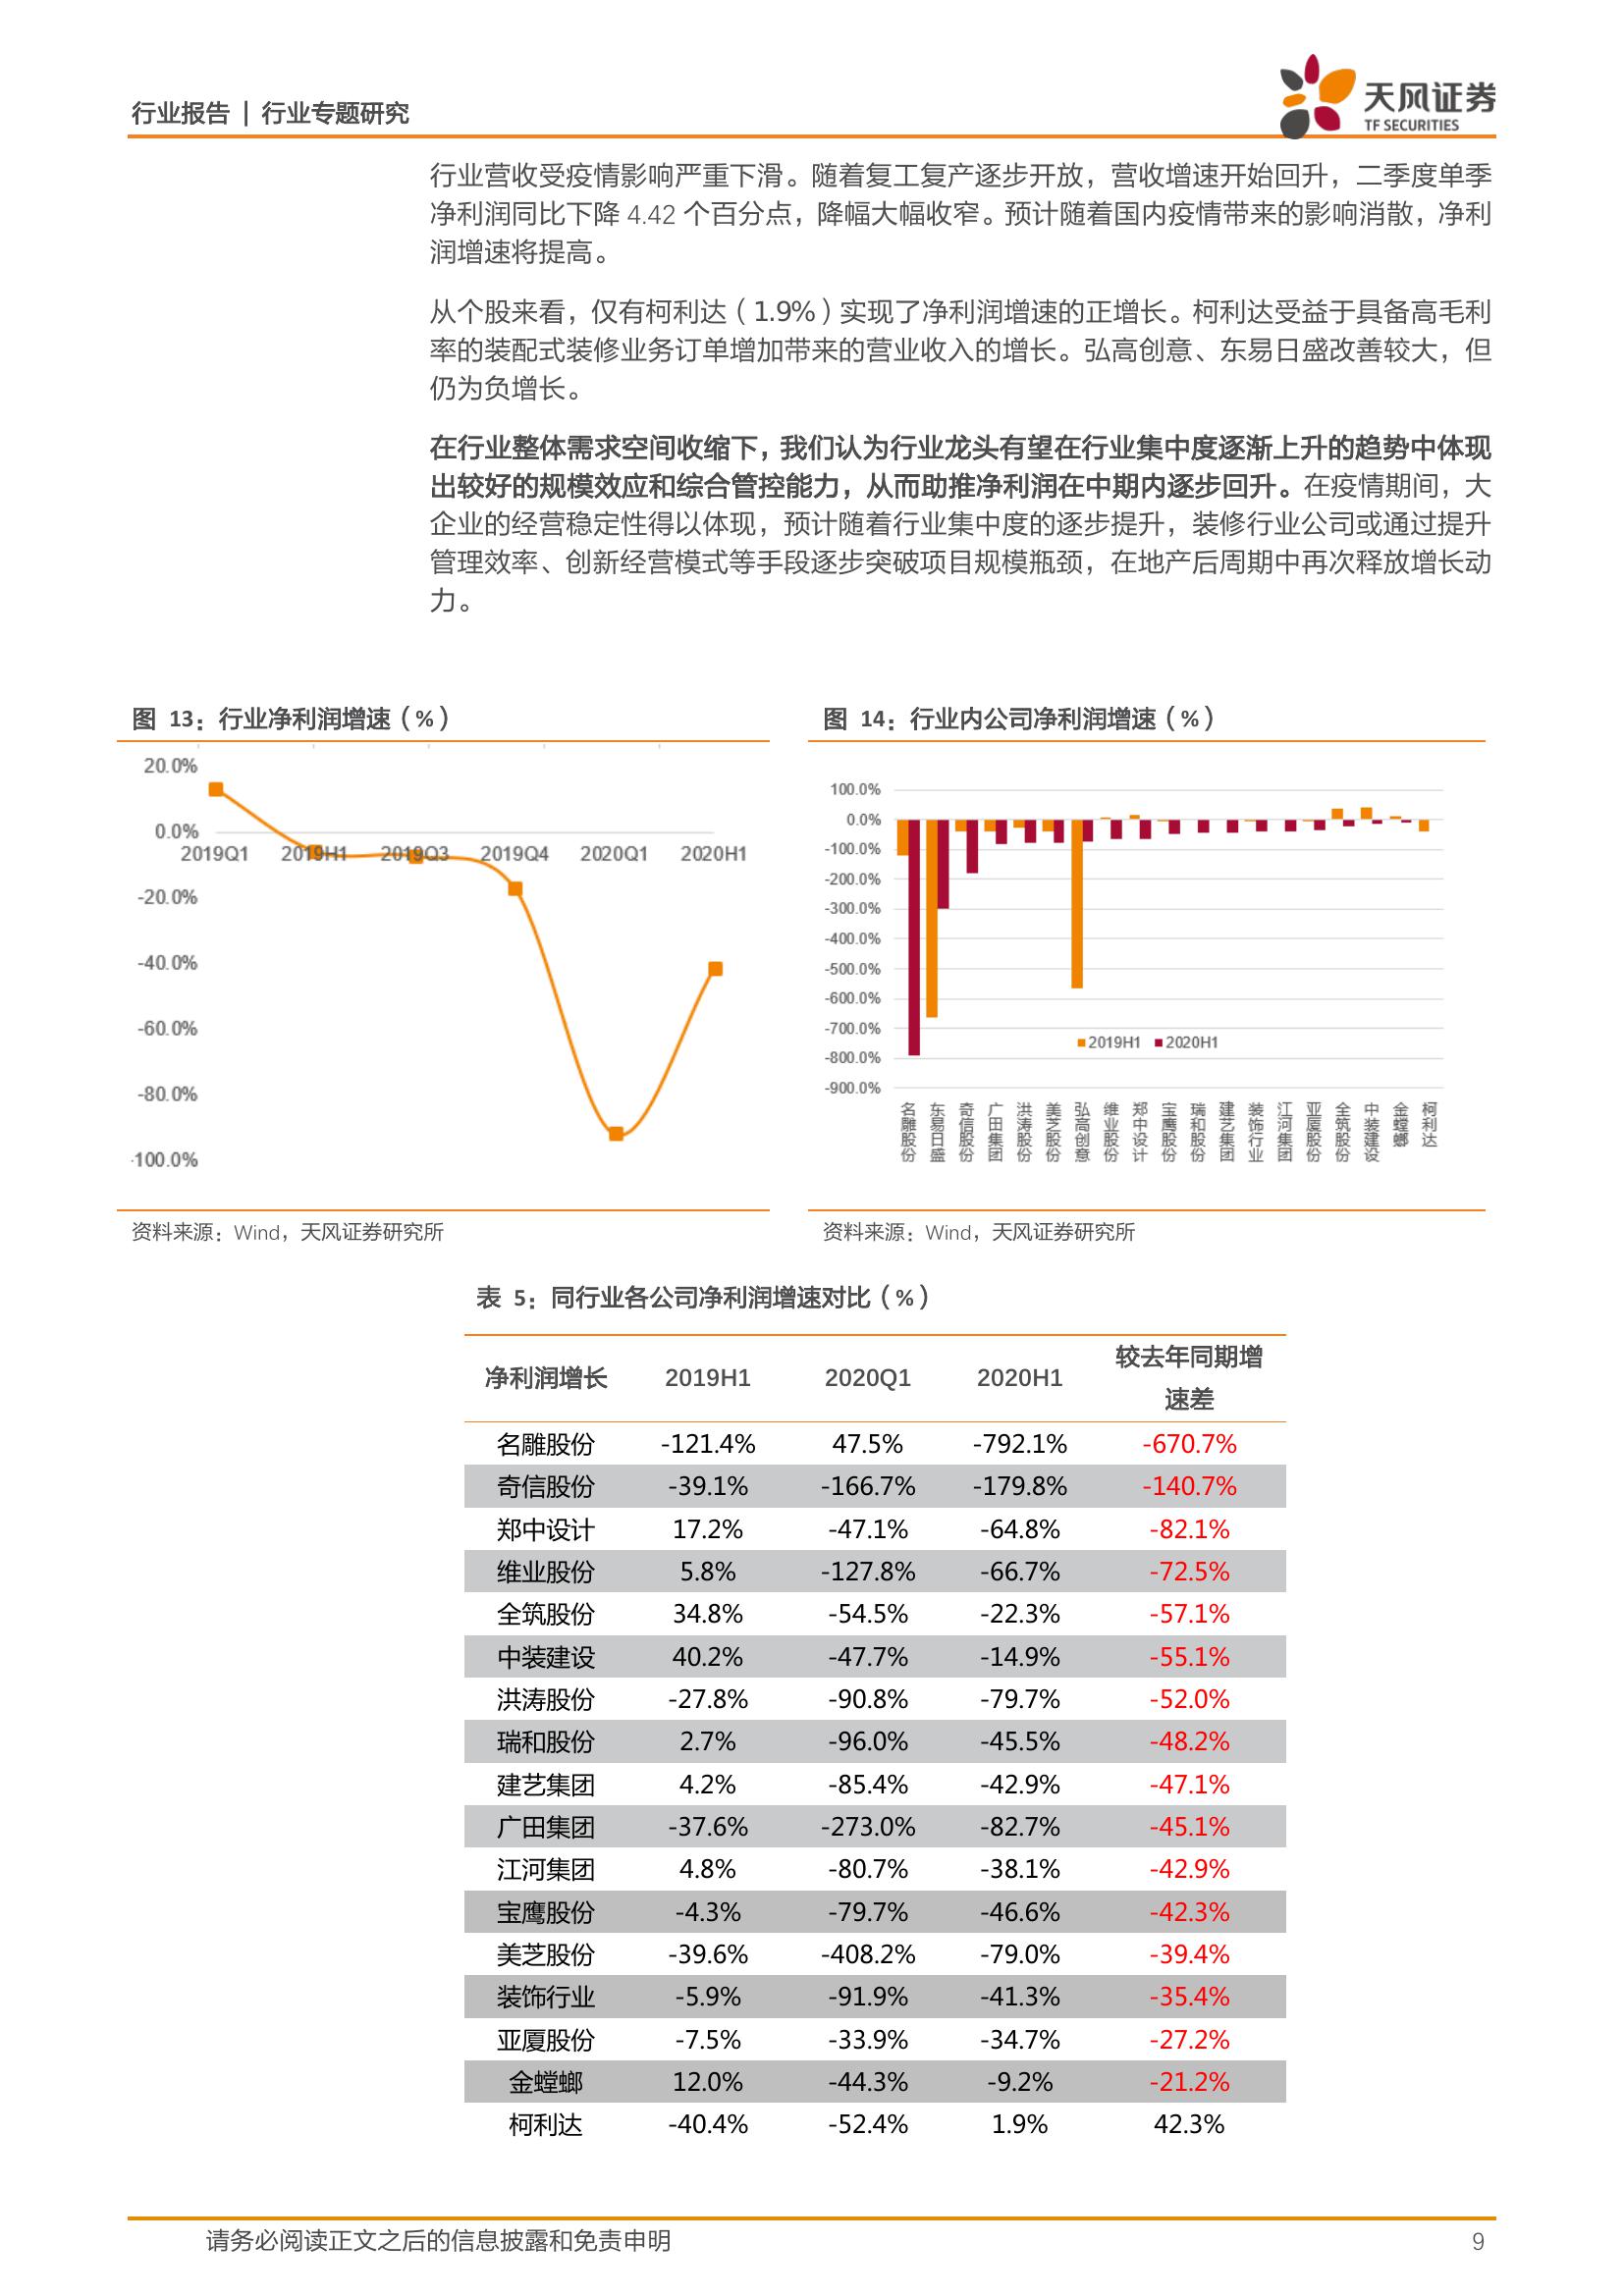 行业报告 | 行业专题研究
天风证券
TF SECURITIES
行业营收受疫情影响严重下滑。随着复工复产逐步开放，营收增速开始回升，二季度单季
净利润同比下降 4.42 个百分点，降幅大幅收窄。预计随着国内疫情带来的影响消散，净利
润增速将提高。
从个股来看，仅有柯利达（1.9%）实现了净利润增速的正增长。柯利达受益于具备高毛利
率的装配式装修业务订单增加带来的营业收入的增长。弘高创意、东易日盛改善较大，但
仍为负增长。
在行业整体需求空间收缩下，我们认为行业龙头有望在行业集中度逐渐上升的趋势中体现
出较好的规模效应和综合管控能力，从而助推净利润在中期内逐步回升。在疫情期间，大
企业的经营稳定性得以体现，预计随着行业集中度的逐步提升，装修行业公司或通过提升
管理效率、创新经营模式等手段逐步突破项目规模瓶颈，在地产后周期中再次释放增长动
力。
图 13：行业净利润增速（%）
20.0%
0.0%
2019Q1 2019H1 2019Q3 2019Q4 2020Q1 2020H1
-20.0%
-40.0%
-60.0%
-80.0%
-100.0%
资料来源：Wind，天风证券研究所
图 14：行业内公司净利润增速（%）
100.0%
0.0%
-100.0%
-200.0%
-300.0%
-400.0%
-500.0%
-600.0%
-700.0%
-800.0%
-900.0%
2019H1 2020H1
名雕股份 东易日盛 奇信股份 广田集团 洪涛股份 美芝股份 弘高创意 维业股份 郑中设计 宝鹰股份 瑞和股份 建艺集团 装饰行业 江河集团 亚厦股份 全筑股份 中装建设 金螳螂 柯利达
资料来源：Wind，天风证券研究所
表 5：同行业各公司净利润增速对比（%）
净利润增长 2019H1 2020Q1 2020H1 较去年同期增
速差
名雕股份 -121.4% 47.5% -792.1% -670.7%
奇信股份 -39.1% -166.7% -179.8% -140.7%
郑中设计 17.2% -47.1% -64.8% -82.1%
维业股份 5.8% -127.8% -66.7% -72.5%
全筑股份 34.8% -54.5% -22.3% -57.1%
中装建设 40.2% -47.7% -14.9% -55.1%
洪涛股份 -27.8% -90.8% -79.7% -52.0%
瑞和股份 2.7% -96.0% -45.5% -48.2%
建艺集团 4.2% -85.4% -42.9% -47.1%
广田集团 -37.6% -273.0% -82.7% -45.1%
江河集团 4.8% -80.7% -38.1% -42.9%
宝鹰股份 -4.3% -79.7% -46.6% -42.3%
美芝股份 -39.6% -408.2% -79.0% -39.4%
装饰行业 -5.9% -91.9% -41.3% -35.4%
亚厦股份 -7.5% -33.9% -34.7% -27.2%
金螳螂 12.0% -44.3% -9.2% -21.2%
柯利达 -40.4% -52.4% 1.9% 42.3%
请务必阅读正文之后的信息披露和免责申明
9